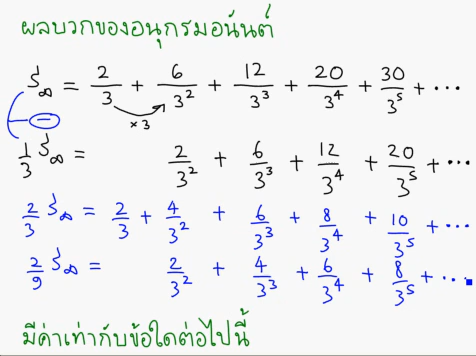 ผลบวกของอนุกรมอนันต์
S∞ = 2/3 + 6/3² + 12/3³ + 20/3⁴ + 30/3⁵ + ⋯
−
×3
1/3 S∞ = 2/3² + 6/3³ + 12/3⁴ + 20/3⁵ + ⋯
2/3 S∞ = 2/3 + 4/3² + 6/3³ + 8/3⁴ + 10/3⁵ + ⋯
2/9 S∞ = 2/3² + 4/3³ + 6/3⁴ + 8/3⁵ + ⋯
มีค่าเท่ากับข้อใดต่อไปนี้